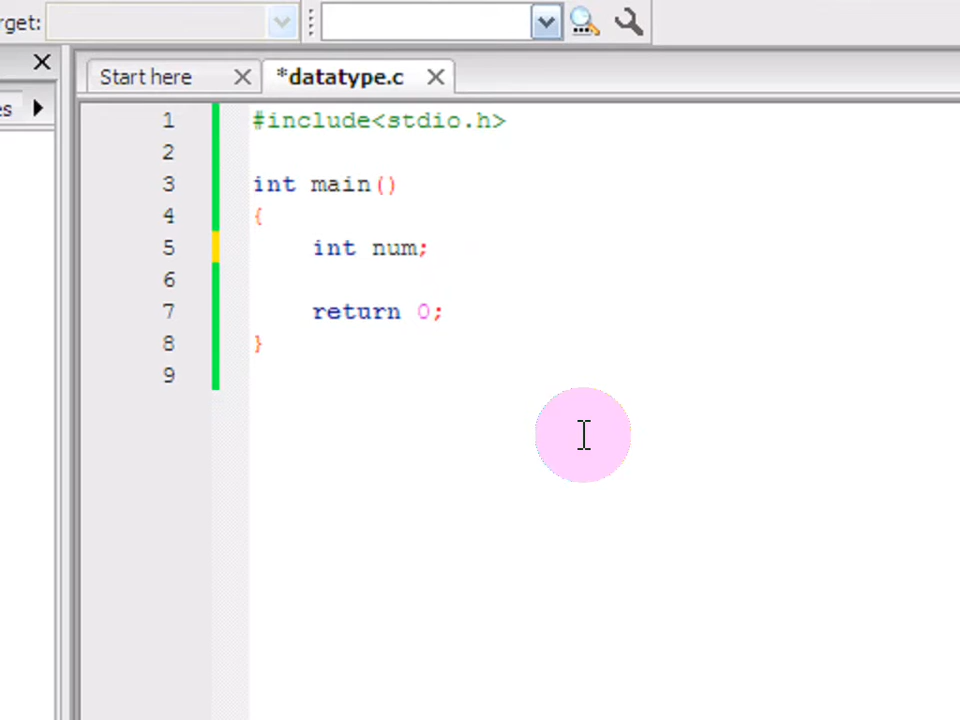 rget:
Start here *datatype.c
es
1 #include<stdio.h>
2
3 int main()
4 {
5 int num;
6
7 return 0;
8 }
9